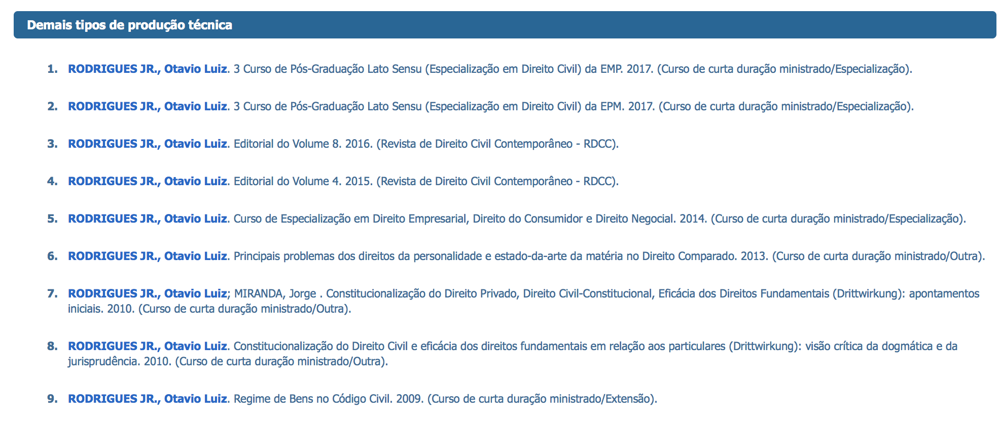 Demais tipos de produção técnica
1. RODRIGUES JR., Otavio Luiz. 3 Curso de Pós-Graduação Lato Sensu (Especialização em Direito Civil) da EMP. 2017. (Curso de curta duração ministrado/Especialização).
2. RODRIGUES JR., Otavio Luiz. 3 Curso de Pós-Graduação Lato Sensu (Especialização em Direito Civil) da EPM. 2017. (Curso de curta duração ministrado/Especialização).
3. RODRIGUES JR., Otavio Luiz. Editorial do Volume 8. 2016. (Revista de Direito Civil Contemporâneo - RDCC).
4. RODRIGUES JR., Otavio Luiz. Editorial do Volume 4. 2015. (Revista de Direito Civil Contemporâneo - RDCC).
5. RODRIGUES JR., Otavio Luiz. Curso de Especialização em Direito Empresarial, Direito do Consumidor e Direito Negocial. 2014. (Curso de curta duração ministrado/Especialização).
6. RODRIGUES JR., Otavio Luiz. Principais problemas dos direitos da personalidade e estado-da-arte da matéria no Direito Comparado. 2013. (Curso de curta duração ministrado/Outra).
7. RODRIGUES JR., Otavio Luiz; MIRANDA, Jorge . Constitucionalização do Direito Privado, Direito Civil-Constitucional, Eficácia dos Direitos Fundamentais (Drittwirkung): apontamentos
iniciais. 2010. (Curso de curta duração ministrado/Outra).
8. RODRIGUES JR., Otavio Luiz. Constitucionalização do Direito Civil e eficácia dos direitos fundamentais em relação aos particulares (Drittwirkung): visão crítica da dogmática e da
jurisprudência. 2010. (Curso de curta duração ministrado/Outra).
9. RODRIGUES JR., Otavio Luiz. Regime de Bens no Código Civil. 2009. (Curso de curta duração ministrado/Extensão).